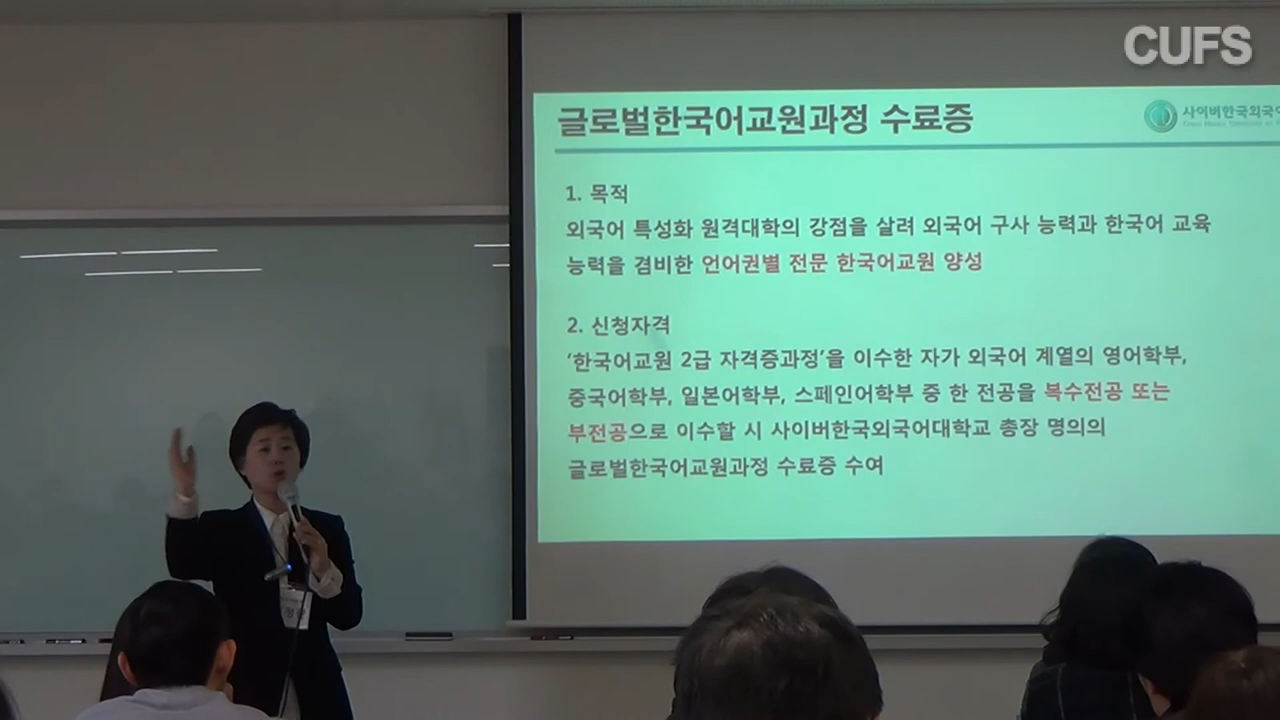 CUFS
글로벌한국어교원과정 수료증
사이버한국외국어
1. 목적
외국어 특성화 원격대학의 강점을 살려 외국어 구사 능력과 한국어 교육
능력을 겸비한 언어권별 전문 한국어교원 양성
2. 신청자격
‘한국어교원 2급 자격증과정’을 이수한 자가 외국어 계열의 영어학부,
중국어학부, 일본어학부, 스페인어학부 중 한 전공을 복수전공 또는
부전공으로 이수할 시 사이버한국외국어대학교 총장 명의의
글로벌한국어교원과정 수료증 수여